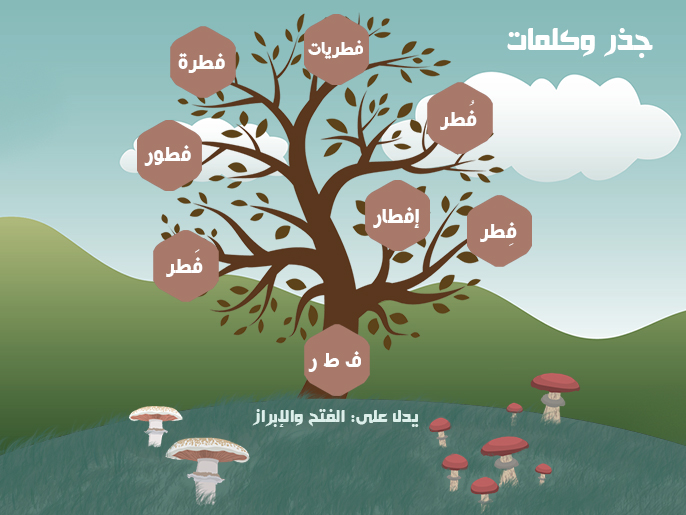 جذر وكلمات
فطريات
فطرة
فُطر
فطور
إفطار
فِطر
فَطر
ف ط ر
يدل على: الفتح والإبراز